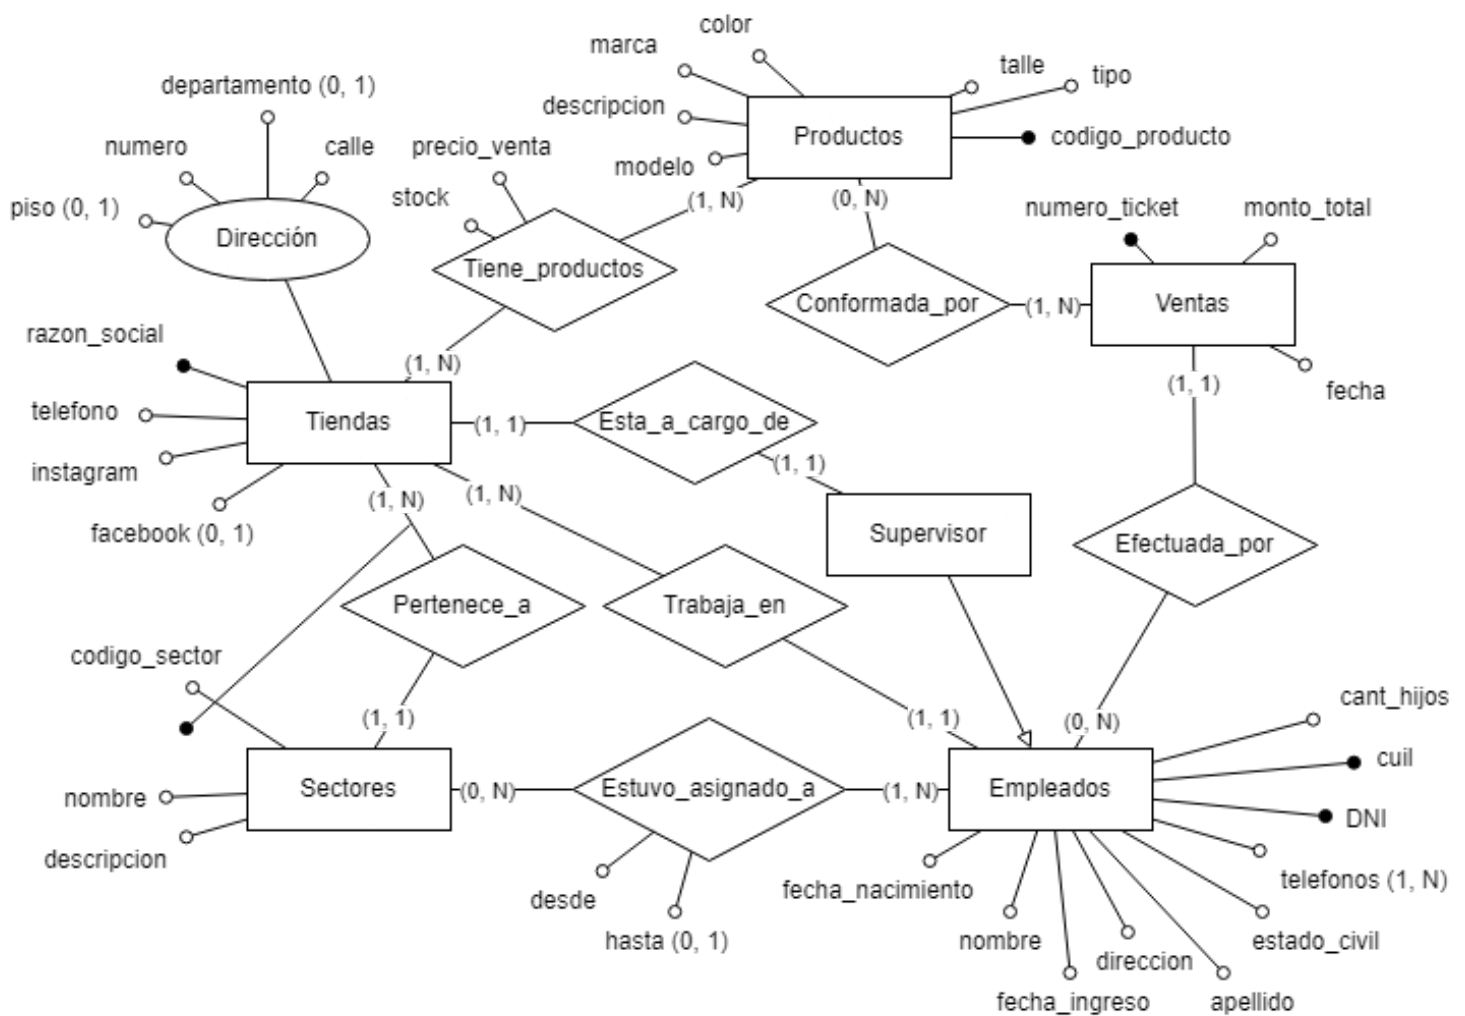 color
marca
talle
tipo
departamento (0, 1)
descripcion
Productos
codigo_producto
numero
calle
precio_venta
modelo
stock
(1, N)
(0, N)
piso (0, 1)
numero_ticket
monto_total
Dirección
Tiene_productos
Conformada_por
(1, N)
Ventas
razon_social
(1, N)
(1, 1)
fecha
telefono
Tiendas
(1, 1)
Esta_a_cargo_de
(1, 1)
instagram
(1, N)
(1, N)
facebook (0, 1)
Supervisor
Efectuada_por
Pertenece_a
Trabaja_en
codigo_sector
cant_hijos
(1, 1)
(1, 1)
(0, N)
cuil
Sectores
(0, N)
Estuvo_asignado_a
(1, N)
Empleados
nombre
DNI
descripcion
desde
fecha_nacimiento
telefonos (1, N)
hasta (0, 1)
nombre
estado_civil
direccion
fecha_ingreso
apellido